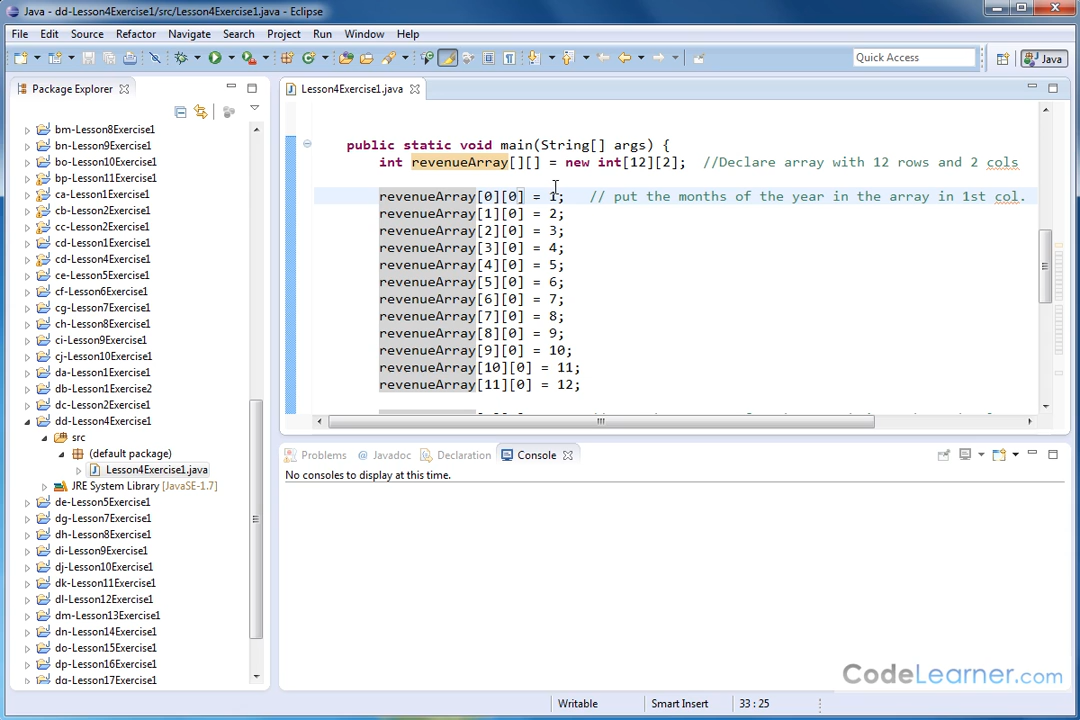 Java - dd-Lesson4Exercise1/src/Lesson4Exercise1.java - Eclipse
File Edit Source Refactor Navigate Search Project Run Window Help
Quick Access
Java
Package Explorer
bm-Lesson8Exercise1
bn-Lesson9Exercise1
bo-Lesson10Exercise1
bp-Lesson11Exercise1
ca-Lesson1Exercise1
cb-Lesson2Exercise1
cc-Lesson2Exercise1
cd-Lesson1Exercise1
cd-Lesson4Exercise1
ce-Lesson5Exercise1
cf-Lesson6Exercise1
cg-Lesson7Exercise1
ch-Lesson8Exercise1
ci-Lesson9Exercise1
cj-Lesson10Exercise1
da-Lesson1Exercise1
db-Lesson1Exercise2
dc-Lesson2Exercise1
dd-Lesson4Exercise1
src
(default package)
Lesson4Exercise1.java
JRE System Library [JavaSE-1.7]
de-Lesson5Exercise1
dg-Lesson7Exercise1
dh-Lesson8Exercise1
di-Lesson9Exercise1
dj-Lesson10Exercise1
dk-Lesson11Exercise1
dl-Lesson12Exercise1
dm-Lesson13Exercise1
dn-Lesson14Exercise1
do-Lesson15Exercise1
dp-Lesson16Exercise1
dq-Lesson17Exercise1
Lesson4Exercise1.java
public static void main(String[] args) {
int revenueArray[][] = new int[12][2]; //Declare array with 12 rows and 2 cols
revenueArray[0][0] = 1; // put the months of the year in the array in 1st col.
revenueArray[1][0] = 2;
revenueArray[2][0] = 3;
revenueArray[3][0] = 4;
revenueArray[4][0] = 5;
revenueArray[5][0] = 6;
revenueArray[6][0] = 7;
revenueArray[7][0] = 8;
revenueArray[8][0] = 9;
revenueArray[9][0] = 10;
revenueArray[10][0] = 11;
revenueArray[11][0] = 12;
Problems @ Javadoc Declaration Console
No consoles to display at this time.
CodeLearner.com
Writable Smart Insert 33 : 25